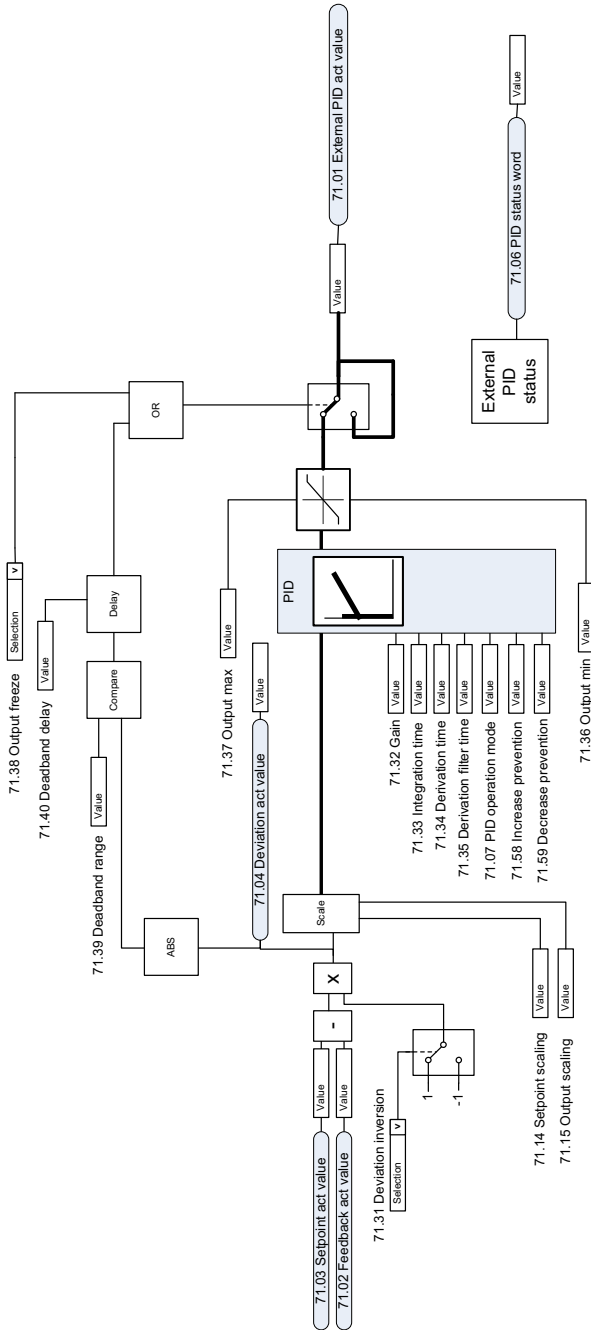 71.38 Output freeze
Selection
v
71.40 Deadband delay
Value
71.39 Deadband range
Value
Compare
Delay
OR
ABS
71.04 Deviation act value
Value
71.37 Output max
Value
71.03 Setpoint act value
Value
71.02 Feedback act value
Value
-
X
Scale
PID
Value
71.01 External PID act value
71.31 Deviation inversion
Selection
v
1
-1
71.14 Setpoint scaling
Value
71.15 Output scaling
Value
71.32 Gain
Value
71.33 Integration time
Value
71.34 Derivation time
Value
71.35 Derivation filter time
Value
71.07 PID operation mode
Value
71.58 Increase prevention
Value
71.59 Decrease prevention
Value
71.36 Output min
Value
External
PID
status
71.06 PID status word
Value